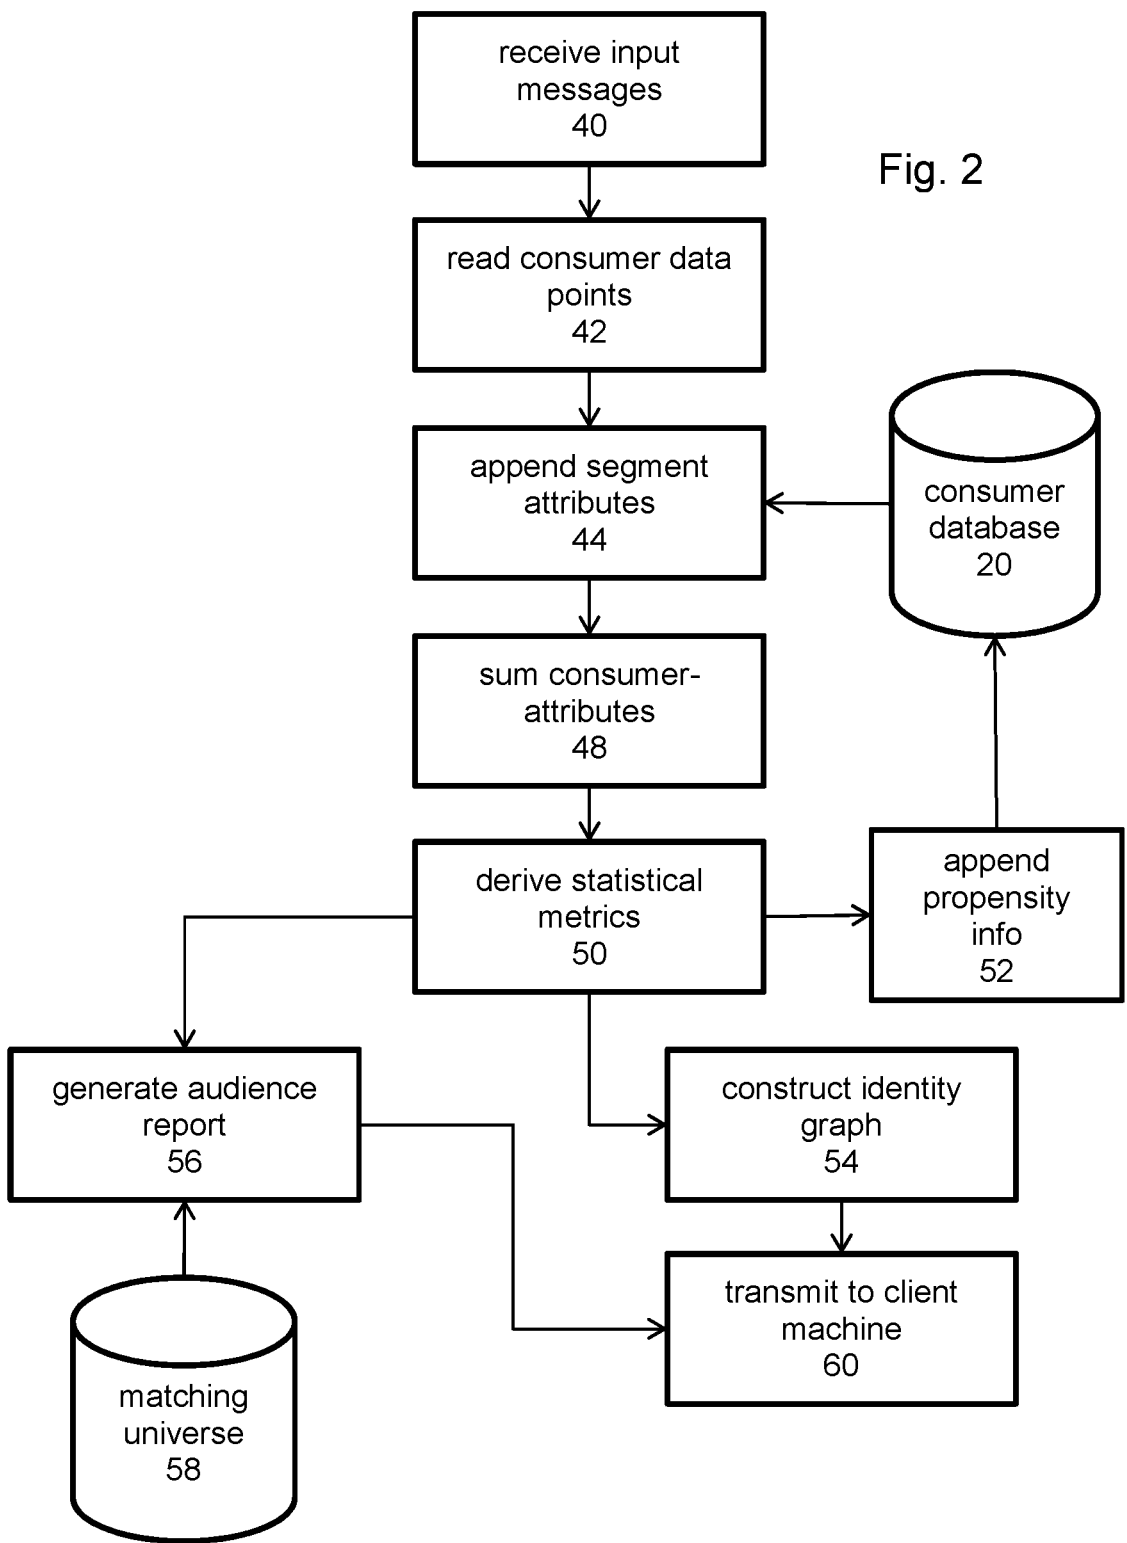 receive input
messages
40
Fig. 2
read consumer data
points
42
append segment
attributes
44
consumer
database
20
sum consumer-
attributes
48
derive statistical
metrics
50
append
propensity
info
52
generate audience
report
56
construct identity
graph
54
transmit to client
machine
60
matching
universe
58